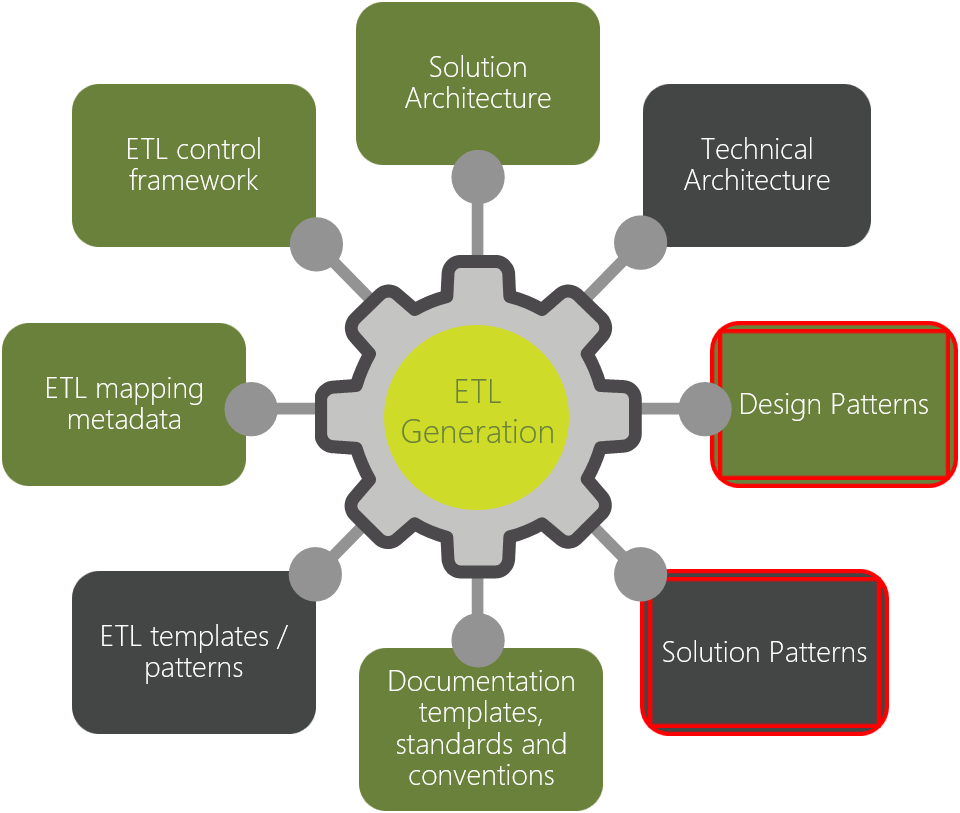 Solution
Architecture
ETL control
framework
Technical
Architecture
ETL mapping
metadata
ETL
Generation
Design Patterns
ETL templates /
patterns
Solution Patterns
Documentation
templates,
standards and
conventions